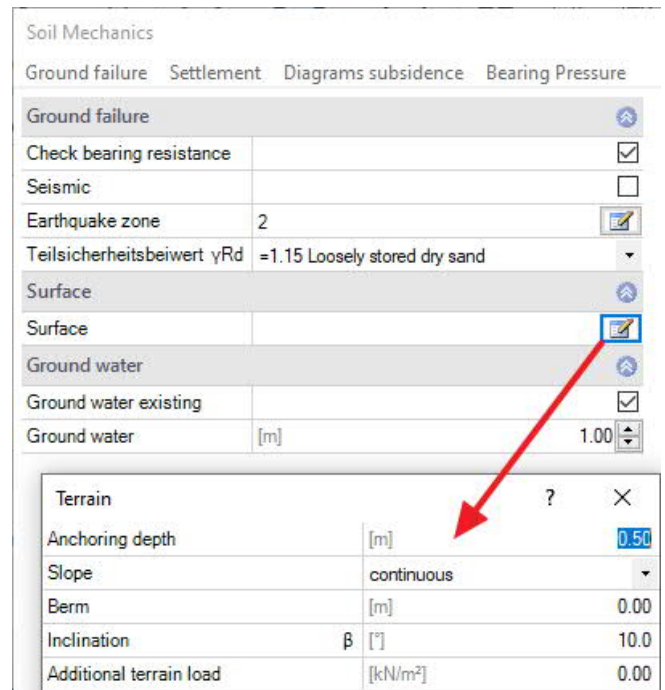 Soil Mechanics
Ground failure Settlement Diagrams subsidence Bearing Pressure
Ground failure
Check bearing resistance
Seismic
Earthquake zone 2
Teilsicherheitsbeiwert γRd =1.15 Loosely stored dry sand
Surface
Surface
Ground water
Ground water existing
Ground water [m] 1.00
Terrain ? ×
Anchoring depth [m] 0.50
Slope continuous
Berm [m] 0.00
Inclination β [°] 10.0
Additional terrain load [kN/m²] 0.00